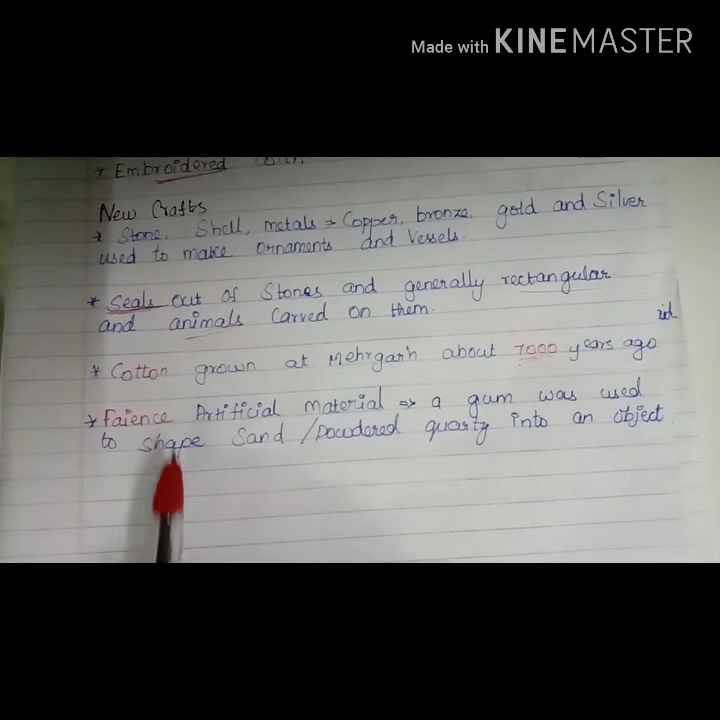 Made with KINEMASTER
* Embroidered
New Crafts
* Stone, Shell, metals → Copper, bronze, gold and Silver
used to make ornaments and Vessels.
* Seals out of Stones and generally rectangular
and animals Carved on them.
* Cotton grown at Mehrgarh about 7000 years ago
* Faience Artificial material ⇒ a gum was used
to shape Sand / Powdered quartz into an object